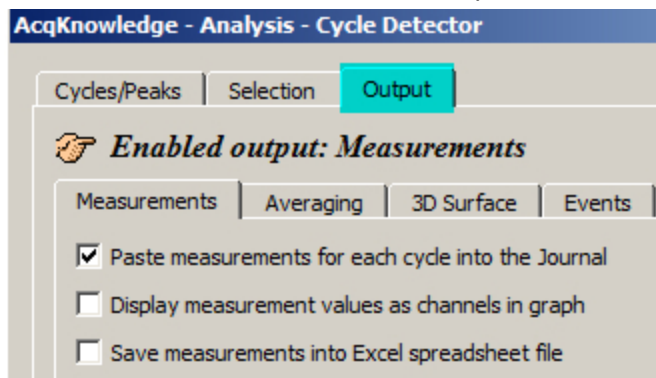 AcqKnowledge - Analysis - Cycle Detector
Cycles/Peaks Selection Output
Enabled output: Measurements
Measurements Averaging 3D Surface Events
Paste measurements for each cycle into the Journal
Display measurement values as channels in graph
Save measurements into Excel spreadsheet file